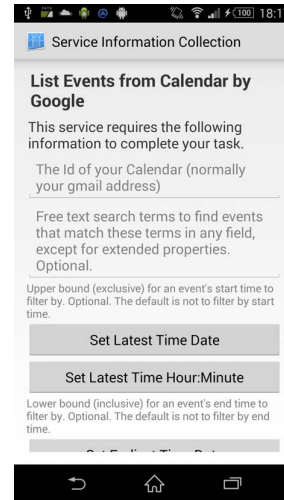 100 18:1
Service Information Collection
List Events from Calendar by
Google
This service requires the following
information to complete your task.
The Id of your Calendar (normally
your gmail address)
Free text search terms to find events
that match these terms in any field,
except for extended properties.
Optional.
Upper bound (exclusive) for an event's start time to
filter by. Optional. The default is not to filter by start
time.
Set Latest Time Date
Set Latest Time Hour:Minute
Lower bound (inclusive) for an event's end time to
filter by. Optional. The default is not to filter by end
time.